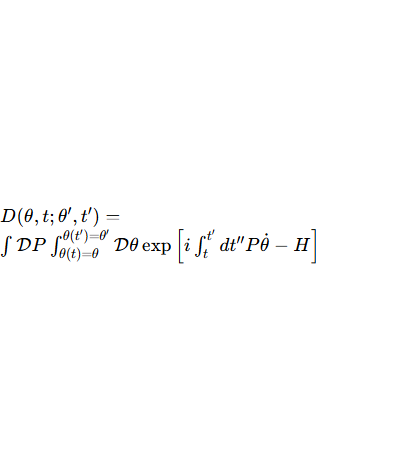 D(θ, t; θ′, t′) =
∫ 𝒟P ∫_{θ(t)=θ}^{θ(t′)=θ′} 𝒟θ exp [i ∫_t^{t′} dt″Pθ̇ − H]